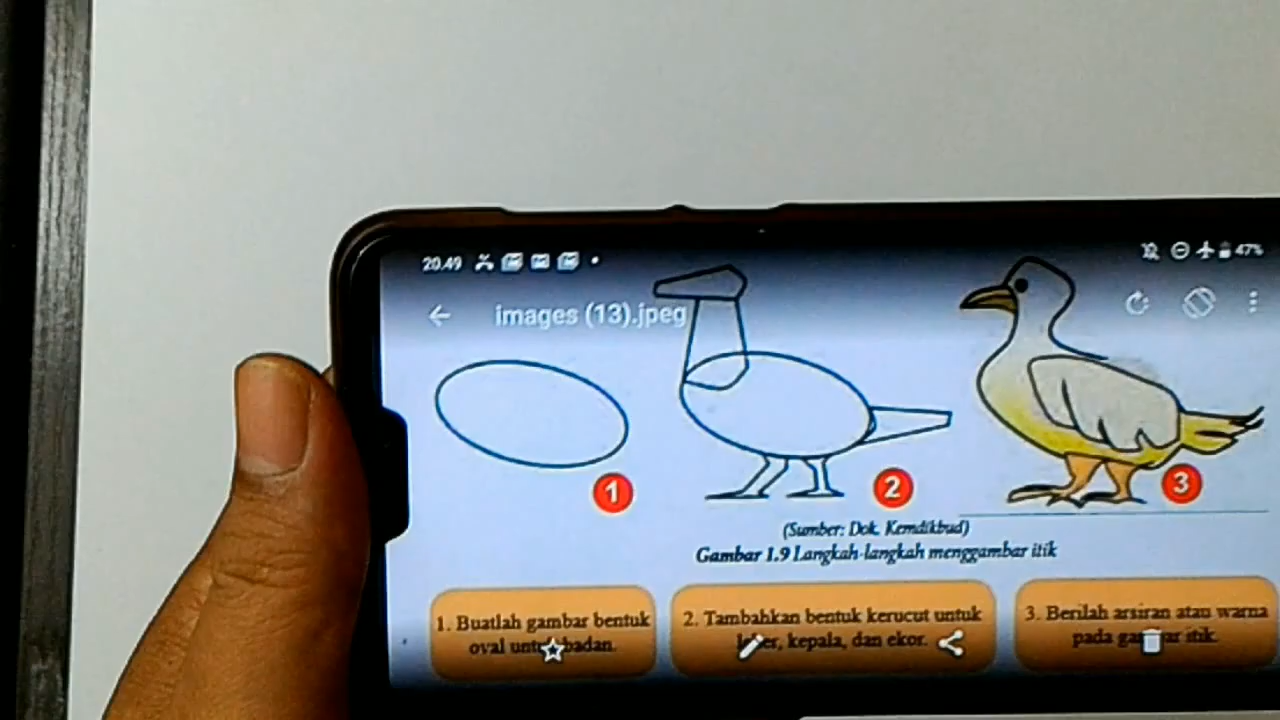 20.49
47%
images (13).jpeg
1
2
3
(Sumber: Dok. Kemdikbud)
Gambar 1.9 Langkah-langkah menggambar itik
1. Buatlah gambar bentuk
oval badan.
2. Tambahkan bentuk kerucut untuk
kepala, dan ekor.
3. Berilah arsiran atau warna
pada itik.